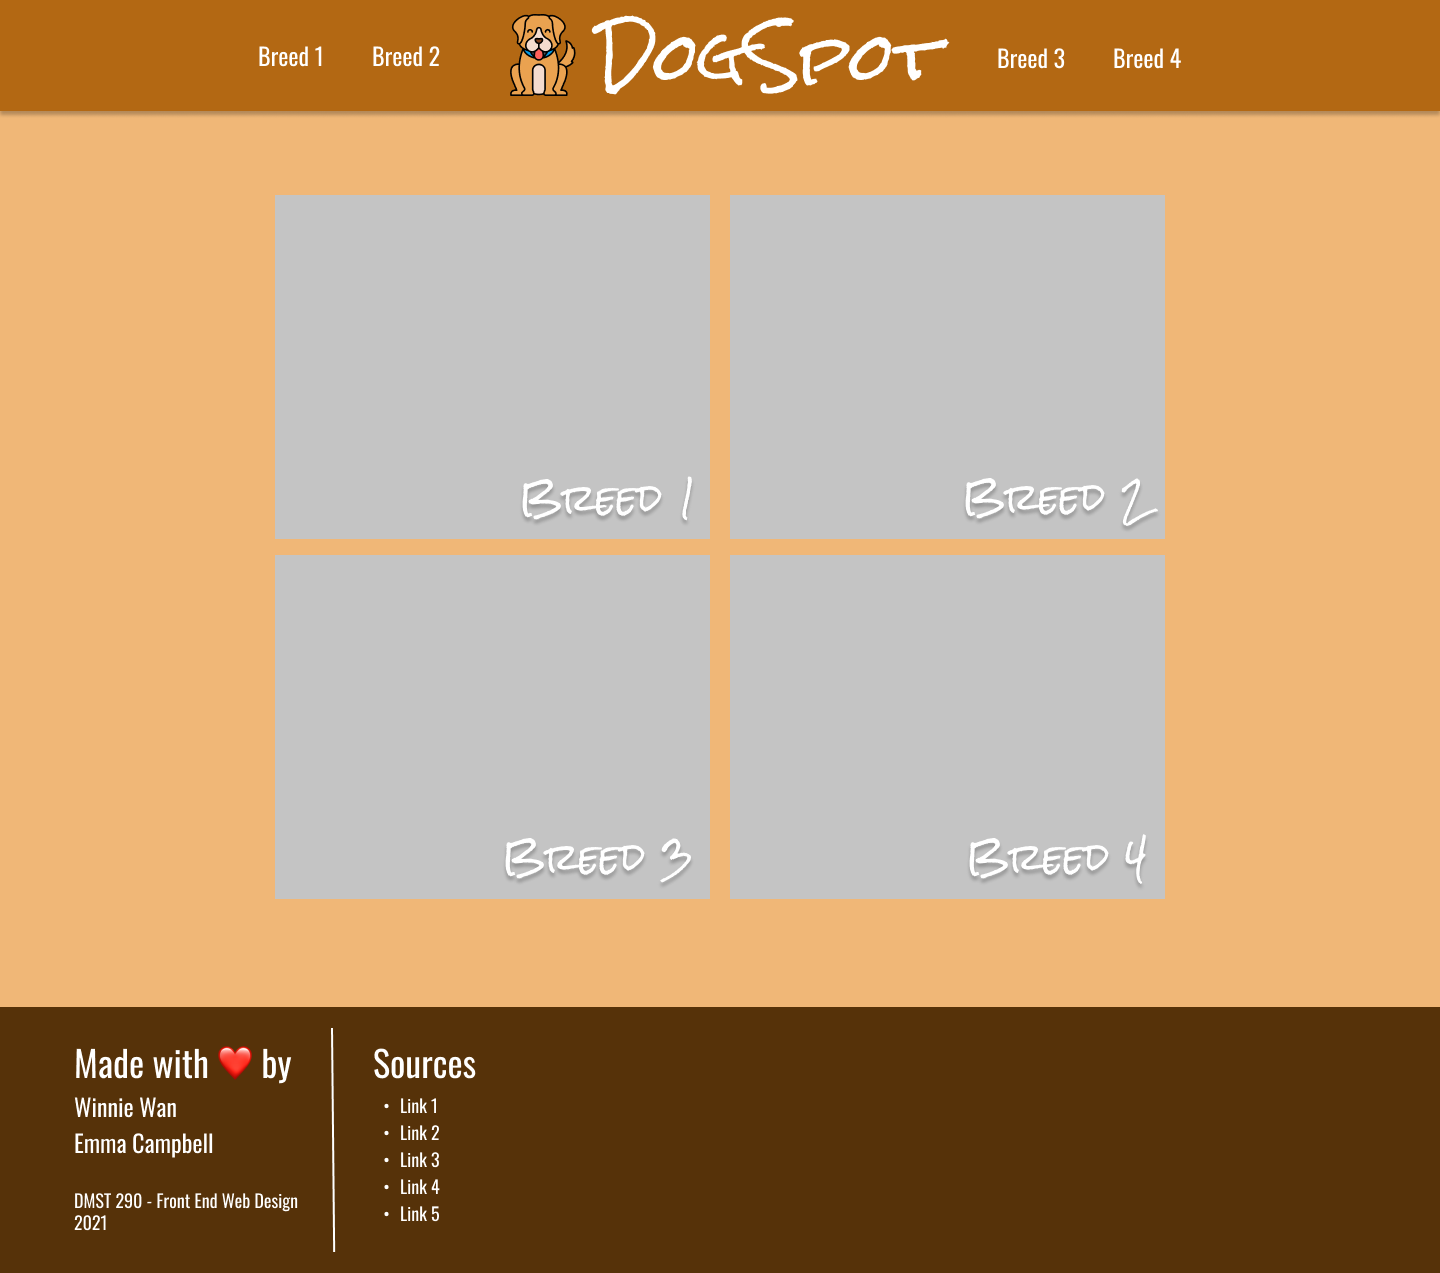 Breed 1 Breed 2 DogSpot Breed 3 Breed 4
Breed 1
Breed 2
Breed 3
Breed 4
Made with ❤️ by
Winnie Wan
Emma Campbell
DMST 290 - Front End Web Design
2021
Sources
• Link 1
• Link 2
• Link 3
• Link 4
• Link 5